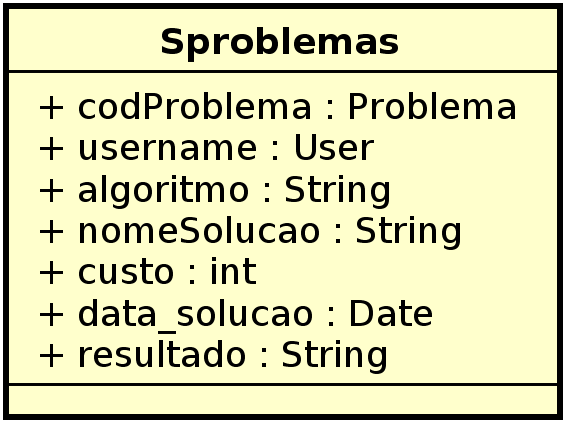 Sproblemas
+ codProblema : Problema
+ username : User
+ algoritmo : String
+ nomeSolucao : String
+ custo : int
+ data_solucao : Date
+ resultado : String